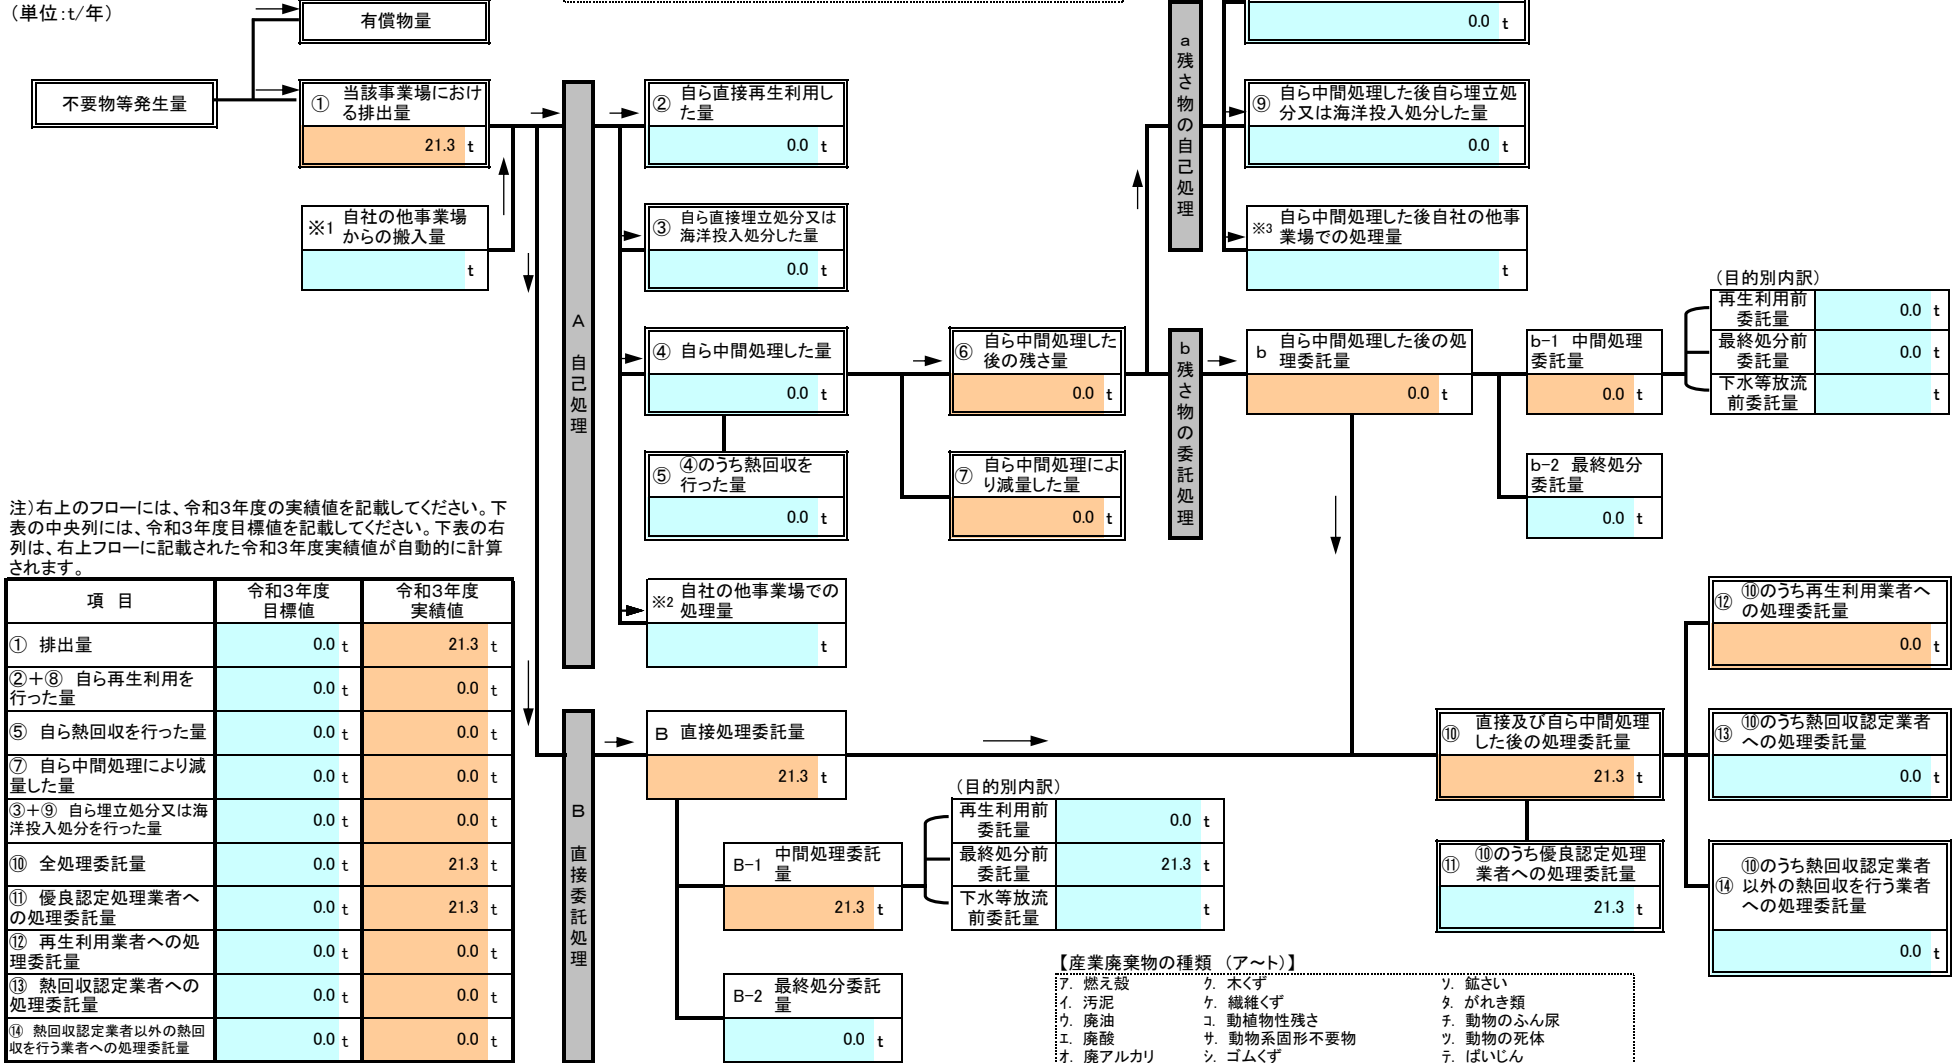 （単位：t/年）
有償物量
不要物等発生量
①
当該事業場におけ
る排出量
21.3 t
※1
自社の他事業場
からの搬入量
t
A 自己処理
②
自ら直接再生利用し
た量
0.0 t
③
自ら直接埋立処分又は
海洋投入処分した量
0.0 t
④ 自ら中間処理した量
0.0 t
⑤
④のうち熱回収を
行った量
0.0 t
※2
自社の他事業場での
処理量
t
⑥
自ら中間処理した
後の残さ量
0.0 t
⑦
自ら中間処理によ
り減量した量
0.0 t
a 残さ物の自己処理
0.0 t
⑨
自ら中間処理した後自ら埋立処
分又は海洋投入処分した量
0.0 t
※3
自ら中間処理した後自社の他事
業場での処理量
t
b 残さ物の委託処理
b
自ら中間処理した後の処
理委託量
0.0 t
b-1 中間処理
委託量
0.0 t
b-2 最終処分
委託量
0.0 t
（目的別内訳）
再生利用前
委託量
0.0 t
最終処分前
委託量
0.0 t
下水等放流
前委託量
t
注）右上のフローには、令和３年度の実績値を記載してください。下
表の中央列には、令和３年度目標値を記載してください。下表の右
列は、右上フローに記載された令和３年度実績値が自動的に計算
されます。
項 目
令和３年度
目標値
令和３年度
実績値
① 排出量
0.0 t 21.3 t
②＋⑧ 自ら再生利用を
行った量
0.0 t 0.0 t
⑤ 自ら熱回収を行った量
0.0 t 0.0 t
⑦ 自ら中間処理により減
量した量
0.0 t 0.0 t
③＋⑨ 自ら埋立処分又は海
洋投入処分を行った量
0.0 t 0.0 t
⑩ 全処理委託量
0.0 t 21.3 t
⑪ 優良認定処理業者へ
の処理委託量
0.0 t 21.3 t
⑫ 再生利用業者への処
理委託量
0.0 t 0.0 t
⑬ 熱回収認定業者への
処理委託量
0.0 t 0.0 t
⑭ 熱回収認定業者以外の熱回
収を行う業者への処理委託量
0.0 t 0.0 t
B 直接委託処理
B 直接処理委託量
21.3 t
B-1
中間処理委託
量
21.3 t
B-2
最終処分委託
量
0.0 t
（目的別内訳）
再生利用前
委託量
0.0 t
最終処分前
委託量
21.3 t
下水等放流
前委託量
t
⑩
直接及び自ら中間処理
した後の処理委託量
21.3 t
⑪
⑩のうち優良認定処理
業者への処理委託量
21.3 t
⑫
⑩のうち再生利用業者へ
の処理委託量
0.0 t
⑬
⑩のうち熱回収認定業者
への処理委託量
0.0 t
⑭
⑩のうち熱回収認定業者
以外の熱回収を行う業者
への処理委託量
0.0 t
【産業廃棄物の種類 （ア～ト）】
ア. 燃え殻 ク. 木くず ソ. 鉱さい
イ. 汚泥 ケ. 繊維くず タ. がれき類
ウ. 廃油 コ. 動植物性残さ チ. 動物のふん尿
エ. 廃酸 サ. 動物系固形不要物 ツ. 動物の死体
オ. 廃アルカリ シ. ゴムくず テ. ばいじん